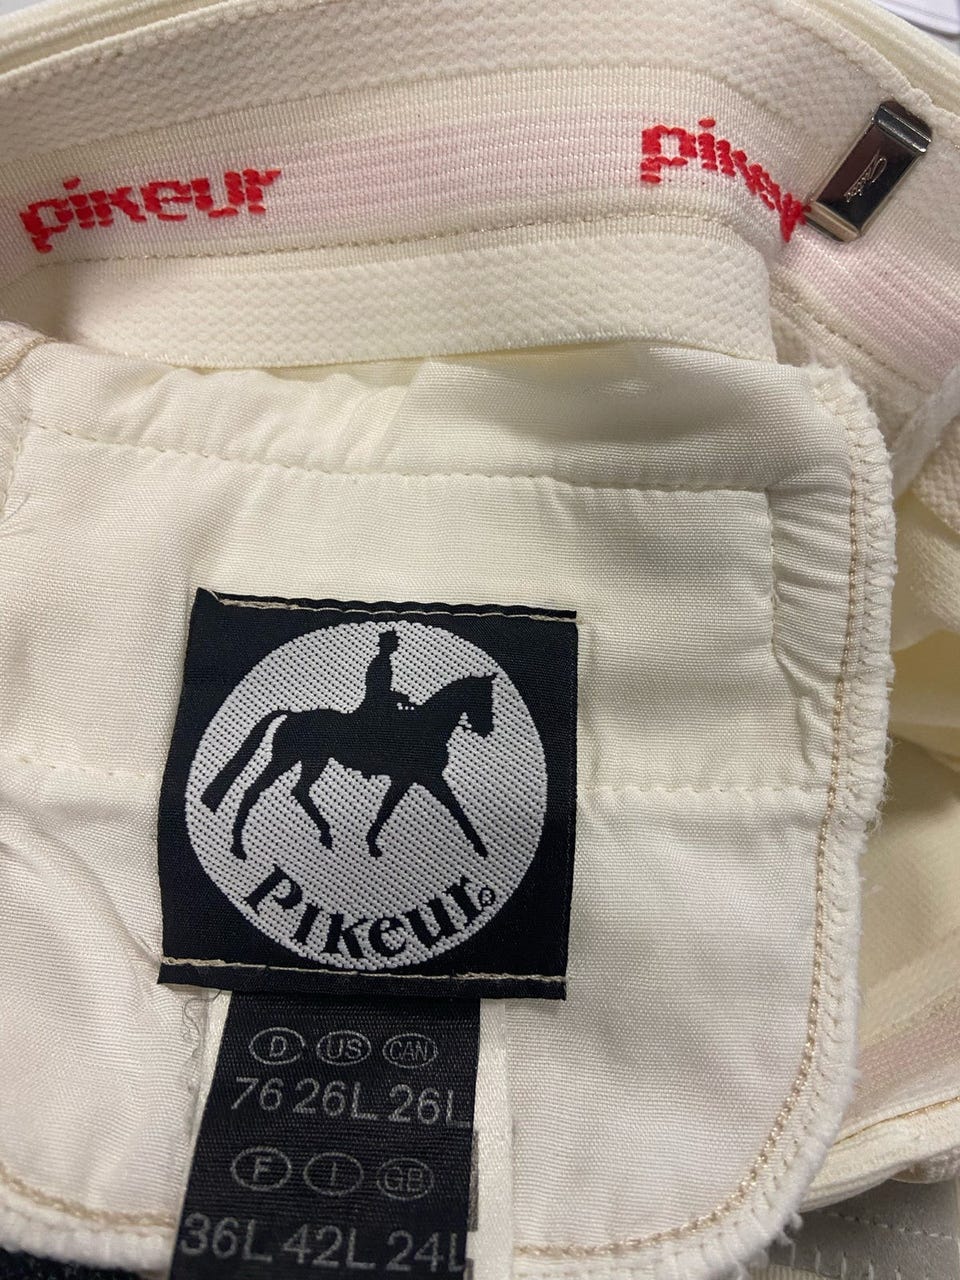 pikeur
pikeur
PIKeur®
D US CAN
76 26L 26L
F I GB
36L 42L 24L